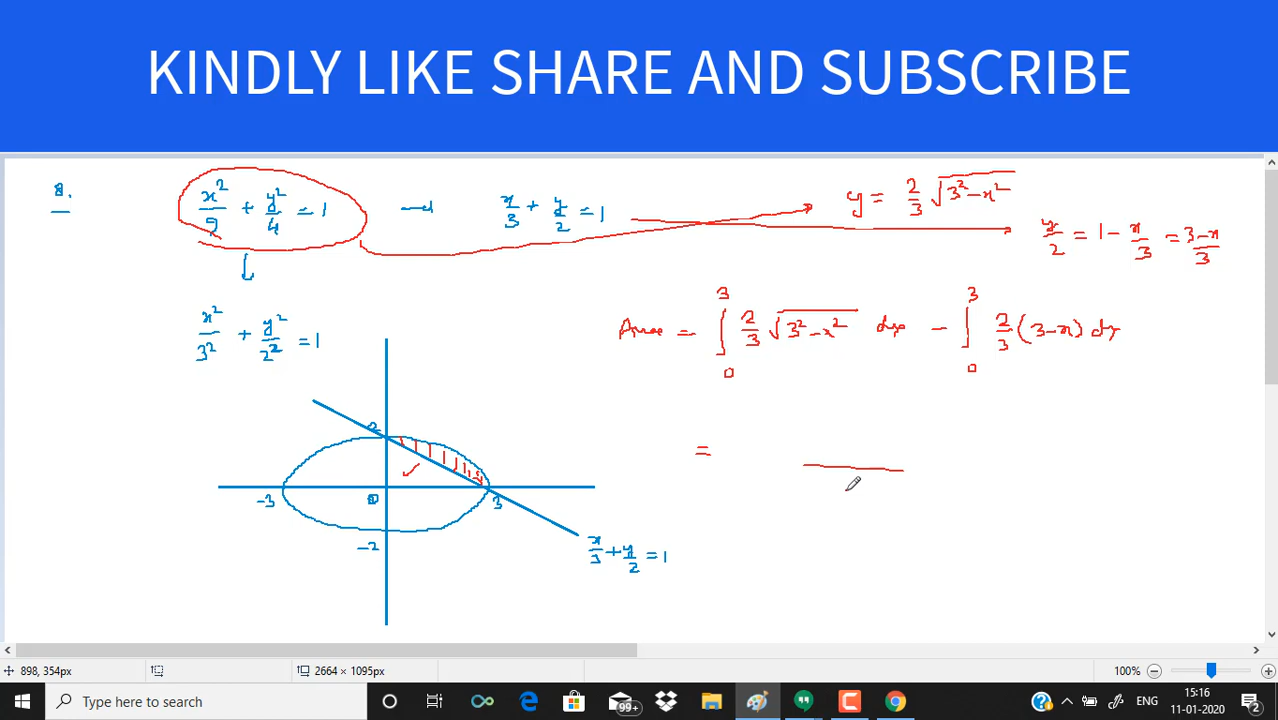 KINDLY LIKE SHARE AND SUBSCRIBE
8.
x²/9 + y²/4 = 1
x/3 + y/2 = 1
y = 2/3 √(3²-x²)
y/2 = 1 - x/3 = 3-x/3
x²/3² + y²/2² = 1
Area = ∫₀³ 2/3 √(3²-x²) dx - ∫₀³ 2/3 (3-x) dx
=
2
-3
0
3
-2
x/3 + y/2 = 1
898, 354px
2664 × 1095px
100%
Type here to search
99+
ENG
15:16
11-01-2020
2